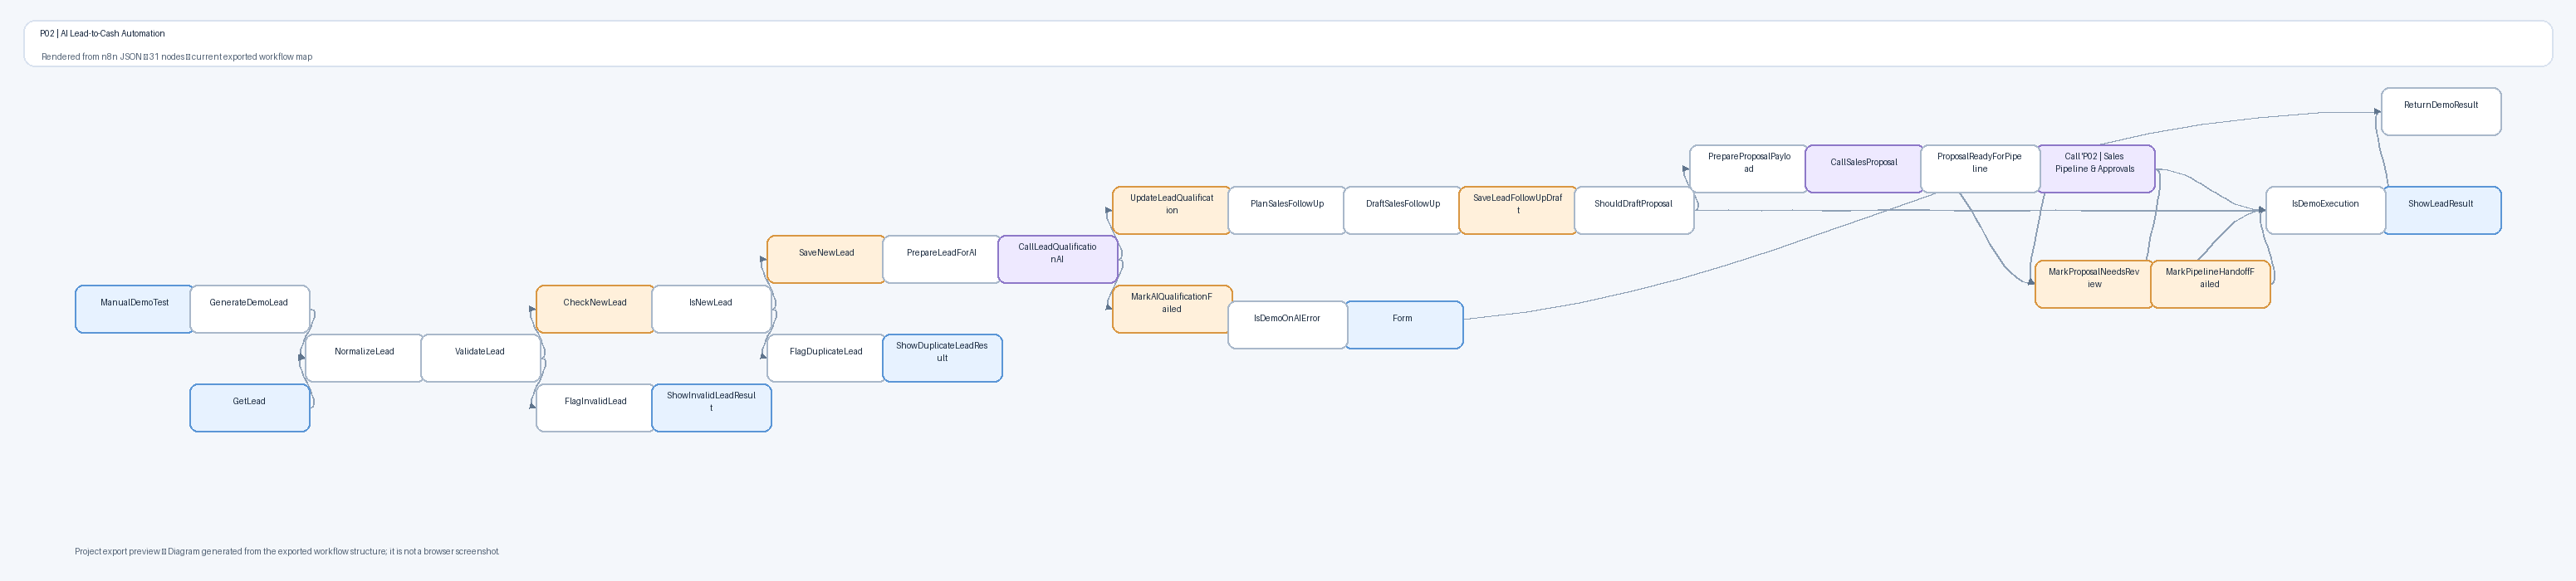 P02 | AI Lead-to-Cash Automation
Rendered from n8n JSON □ 31 nodes □ current exported workflow map
ReturnDemoResult
PrepareProposalPaylo
ad
CallSalesProposal
ProposalReadyForPipe
line
Call 'P02 | Sales
Pipeline & Approvals
UpdateLeadQualificat
ion
PlanSalesFollowUp
DraftSalesFollowUp
SaveLeadFollowUpDraf
t
ShouldDraftProposal
IsDemoExecution
ShowLeadResult
SaveNewLead
PrepareLeadForAI
CallLeadQualificatio
nAI
MarkProposalNeedsRev
iew
MarkPipelineHandoffF
ailed
ManualDemoTest
GenerateDemoLead
CheckNewLead
IsNewLead
MarkAIQualificationF
ailed
IsDemoOnAIError
Form
NormalizeLead
ValidateLead
FlagDuplicateLead
ShowDuplicateLeadRes
ult
GetLead
FlagInvalidLead
ShowInvalidLeadResul
t
Project export preview □ Diagram generated from the exported workflow structure; it is not a browser screenshot.